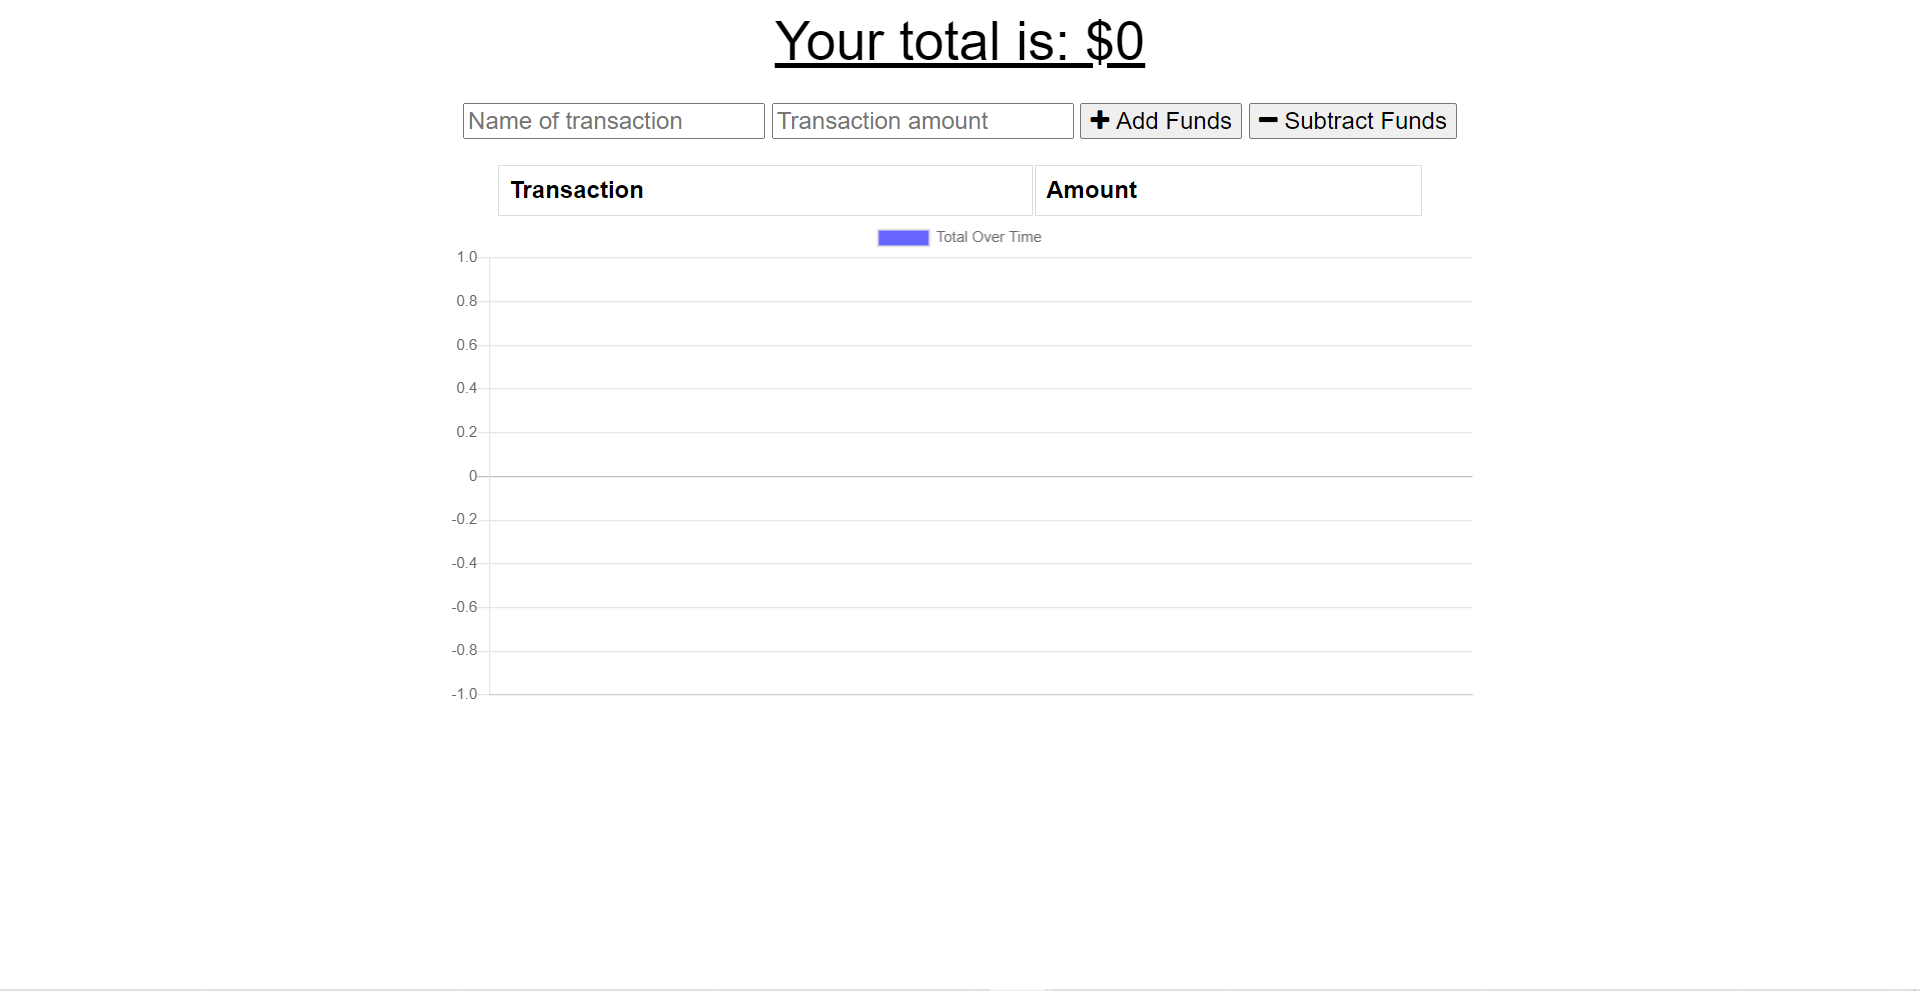 Your total is: $0
Name of transaction Transaction amount Add Funds Subtract Funds
Transaction Amount
Total Over Time
1.0
0.8
0.6
0.4
0.2
0
-0.2
-0.4
-0.6
-0.8
-1.0